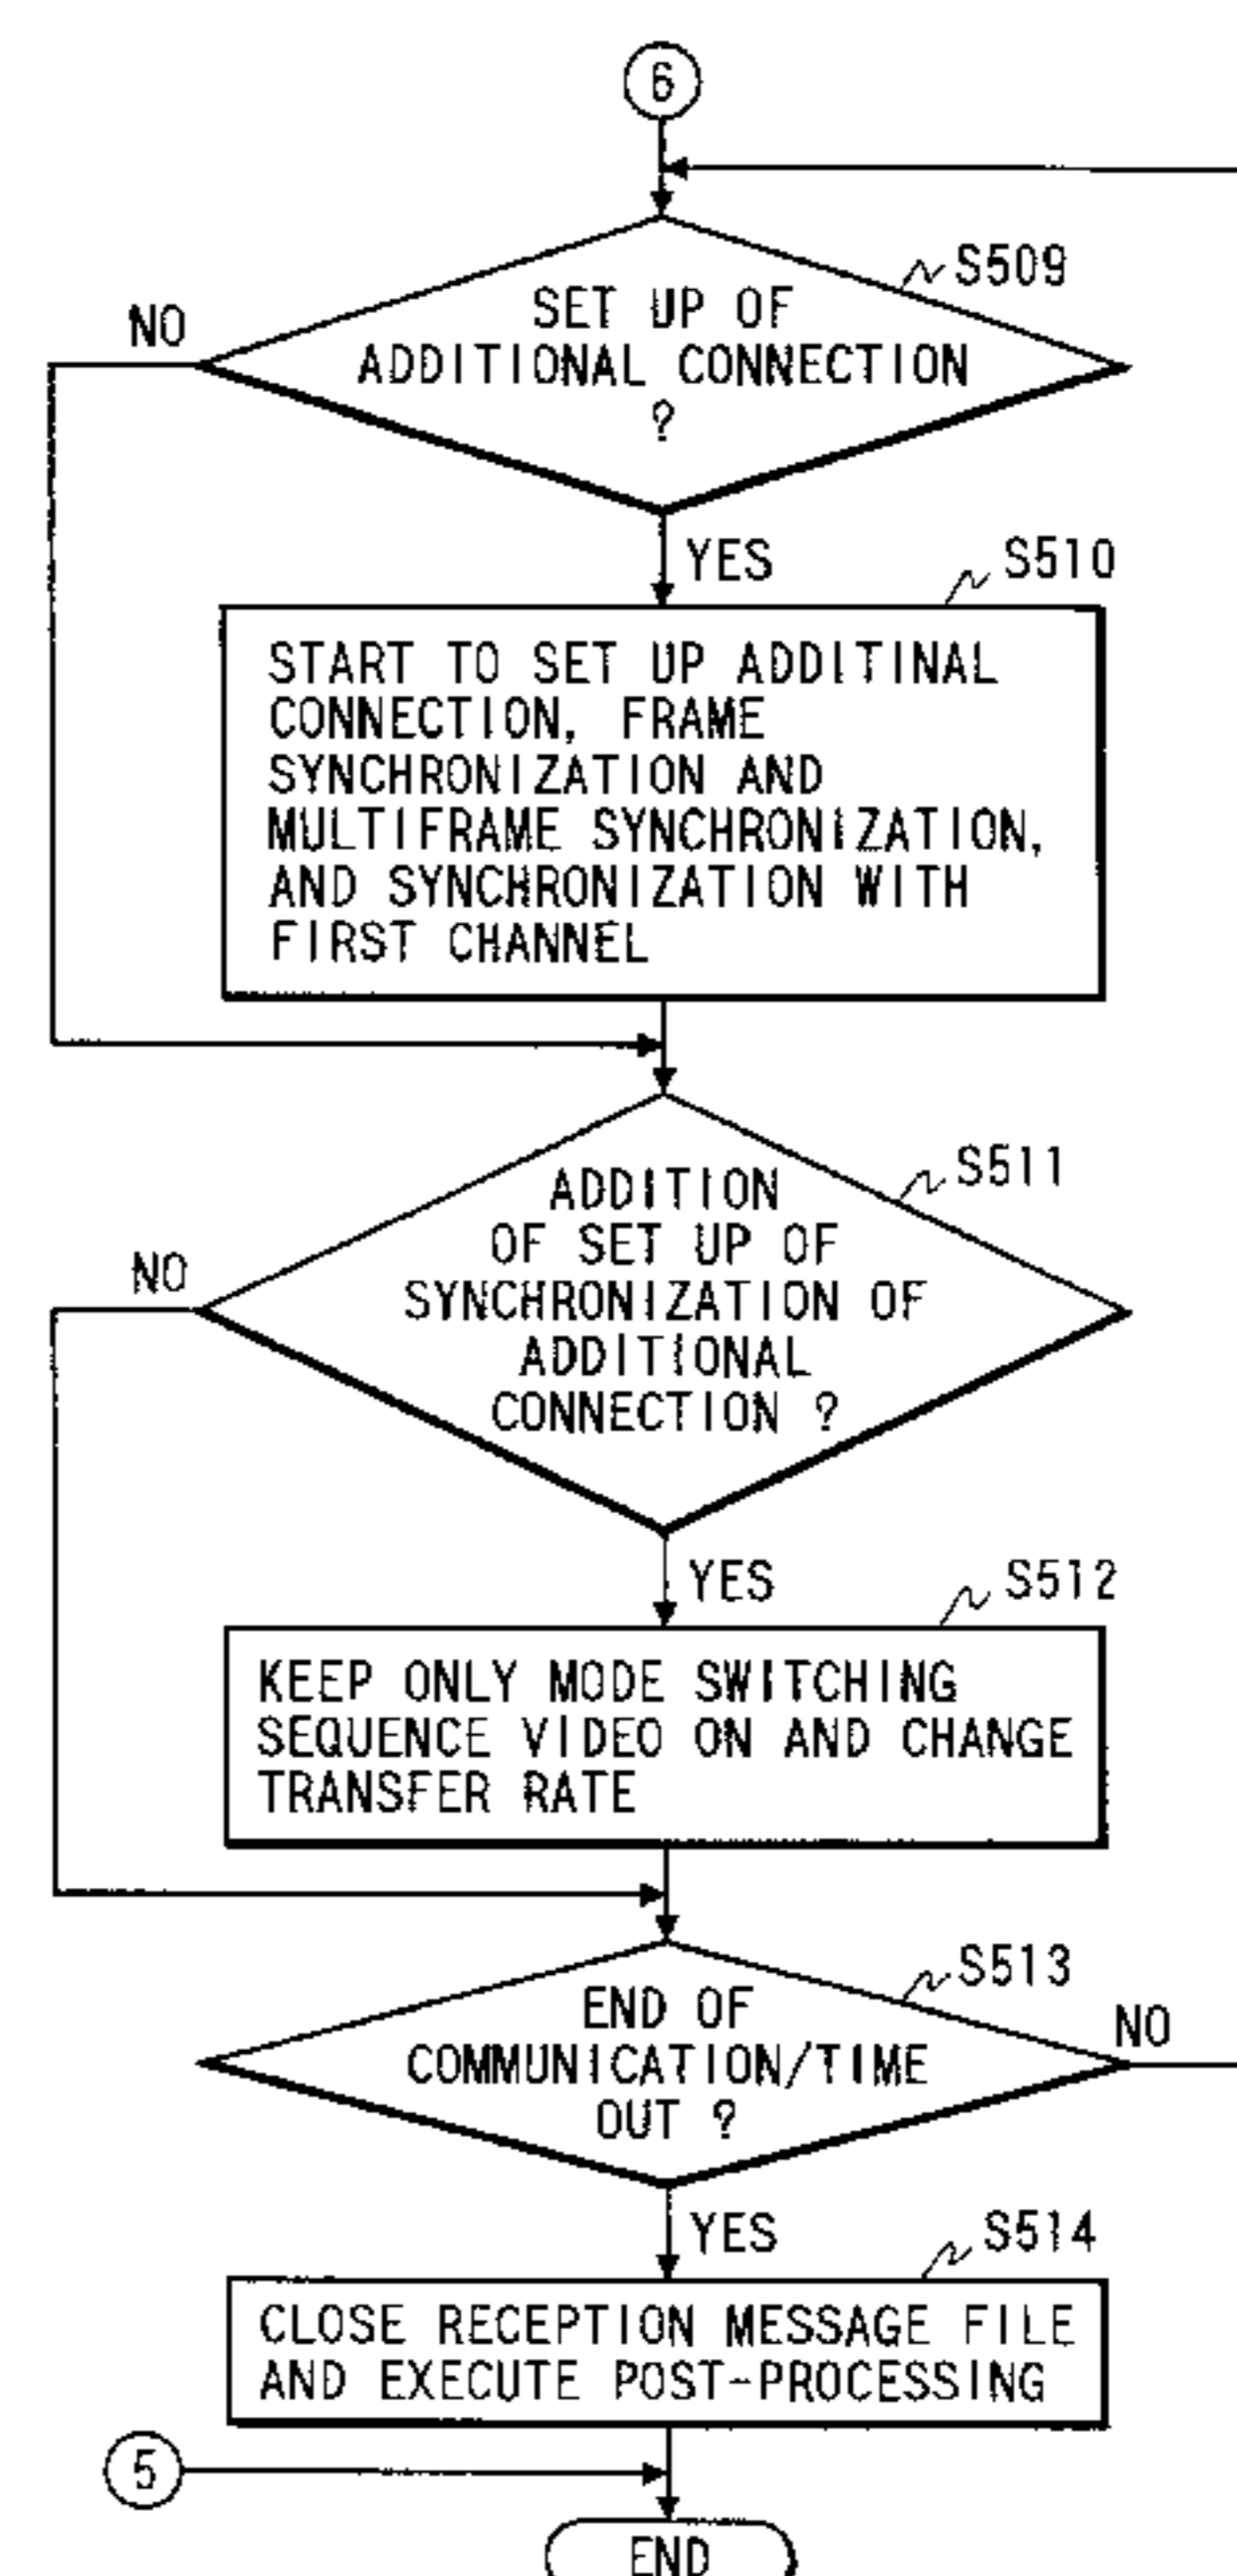 6
S509
SET UP OF
ADDITIONAL CONNECTION
?
NO
YES
S510
START TO SET UP ADDITINAL
CONNECTION, FRAME
SYNCHRONIZATION AND
MULTIFRAME SYNCHRONIZATION,
AND SYNCHRONIZATION WITH
FIRST CHANNEL
S511
ADDITION
OF SET UP OF
SYNCHRONIZATION OF
ADDITIONAL
CONNECTION ?
NO
YES
S512
KEEP ONLY MODE SWITCHING
SEQUENCE VIDEO ON AND CHANGE
TRANSFER RATE
S513
END OF
COMMUNICATION/TIME
OUT ?
NO
YES
S514
CLOSE RECEPTION MESSAGE FILE
AND EXECUTE POST-PROCESSING
5
END